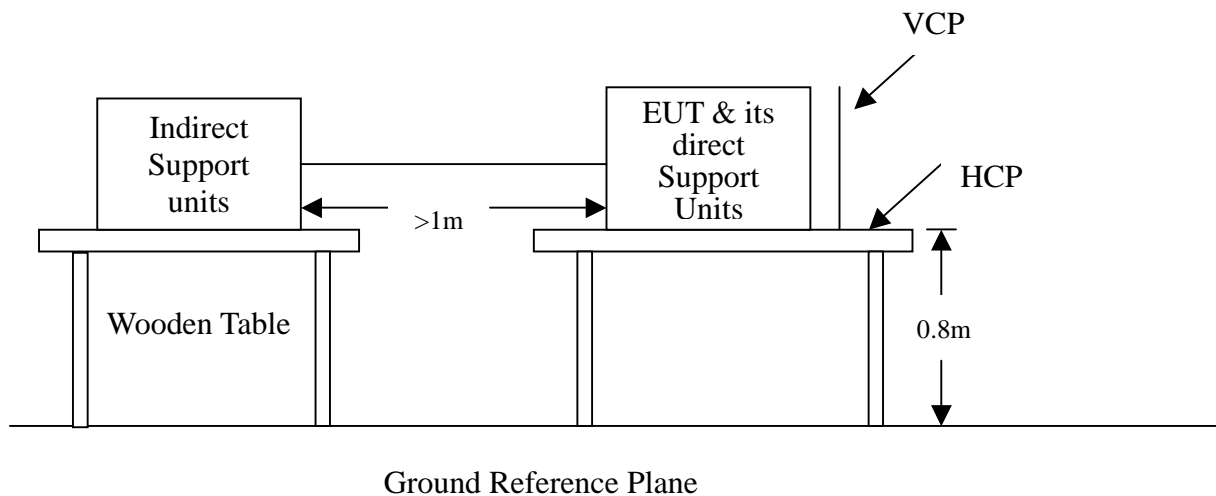 VCP
Indirect
Support
units
EUT & its
direct
Support
Units
HCP
>1m
Wooden Table
0.8m
Ground Reference Plane